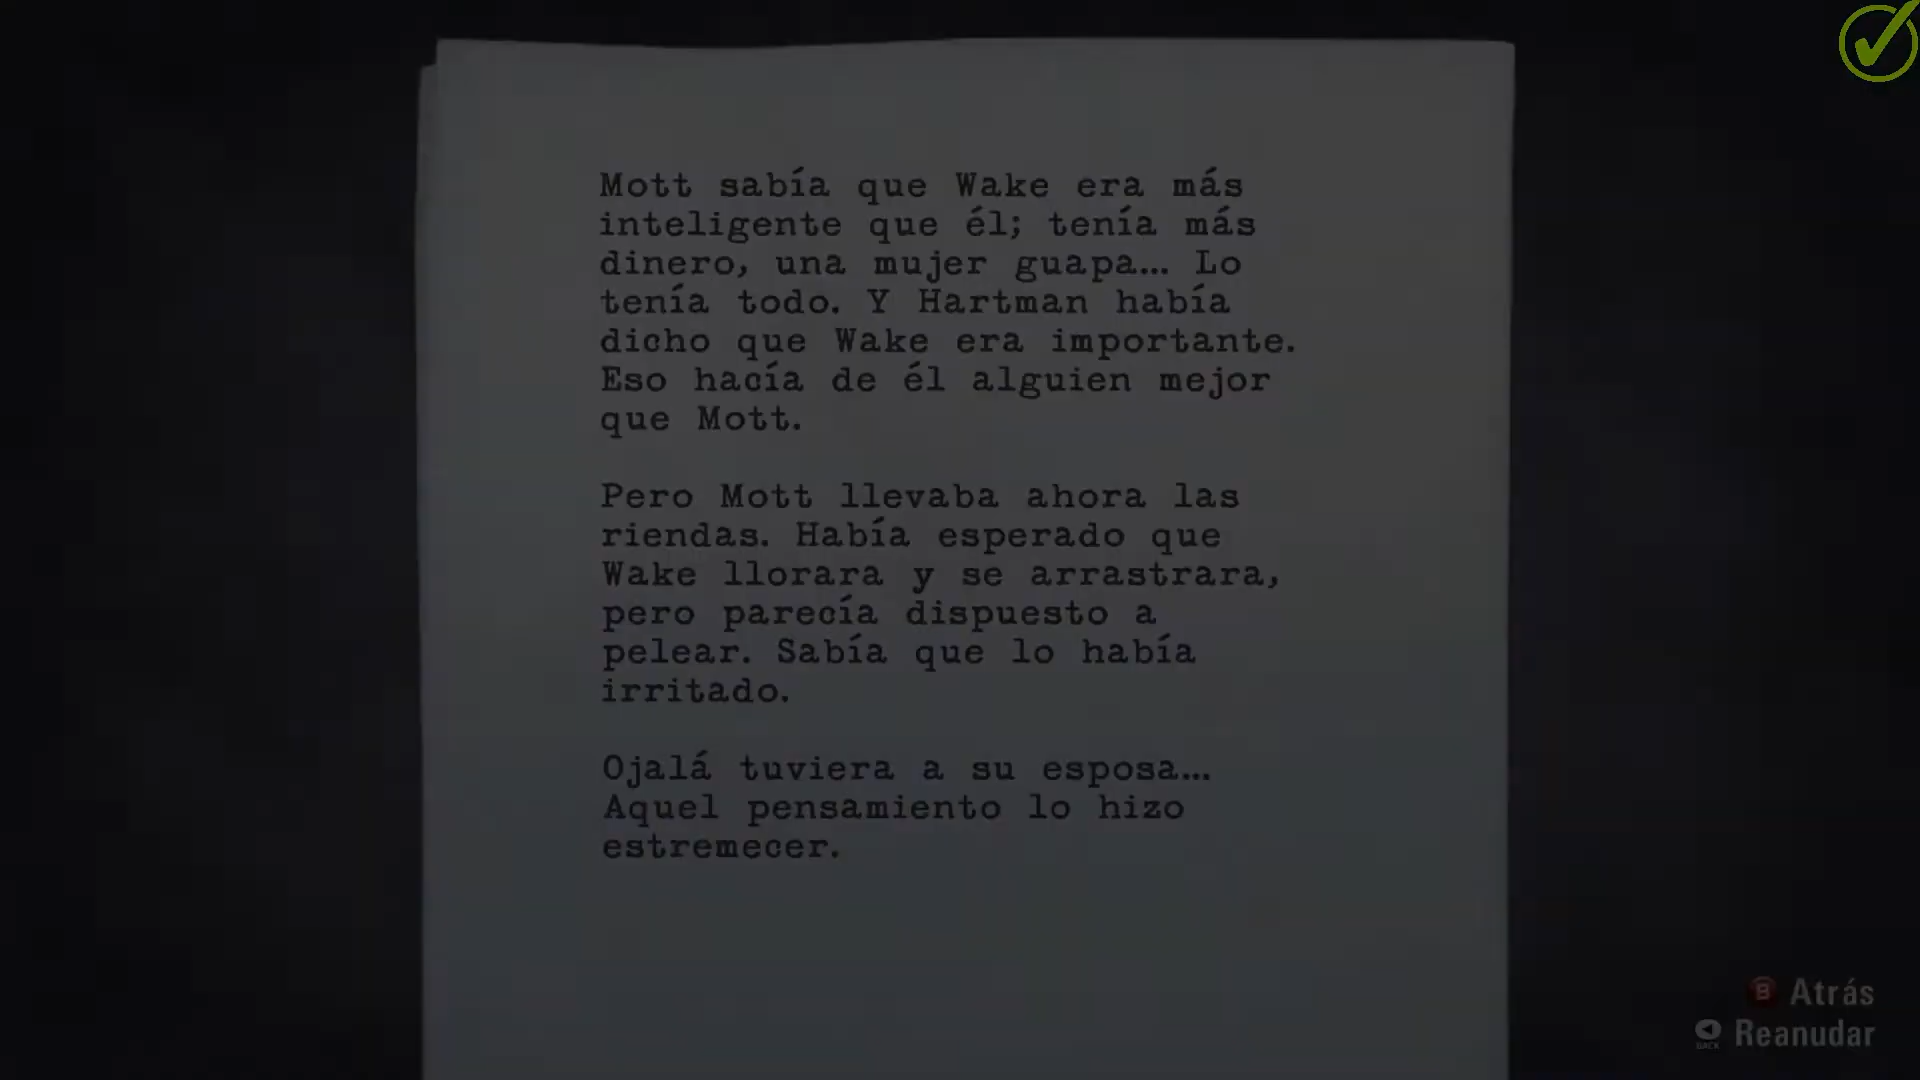 Mott sabía que Wake era más
inteligente que él; tenía más
dinero, una mujer guapa… Lo
tenía todo. Y Hartman había
dicho que Wake era importante.
Eso hacía de él alguien mejor
que Mott.
Pero Mott llevaba ahora las
riendas. Había esperado que
Wake llorara y se arrastrara,
pero parecía dispuesto a
pelear. Sabía que lo había
irritado.
Ojalá tuviera a su esposa…
Aquel pensamiento lo hizo
estremecer.
B Atrás
BACK Reanudar